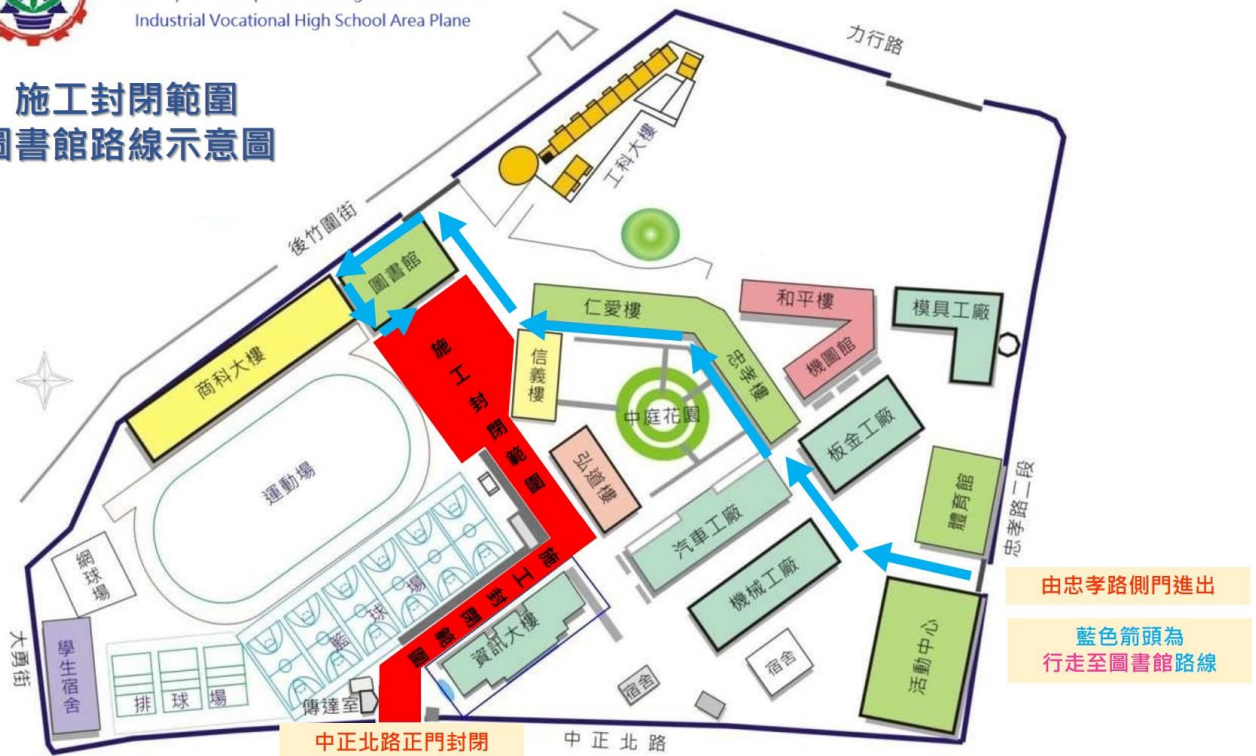 Industrial Vocational High School Area Plane
施工封閉範圍
圖書館路線示意圖
力行路
工科大樓
後竹圍街
圖書館
仁愛樓
和平樓
模具工廠
機圖館
商科大樓
施工封閉範圍
信義樓
忠孝樓
中庭花園
板金工廠
弘道樓
運動場
體育館
忠孝路二段
汽車工廠
網球場
施工封閉範圍
機械工廠
籃球場
資訊大樓
由忠孝路側門進出
藍色箭頭為
行走至圖書館路線
大勇街
學生宿舍
排球場
傳達室
宿舍
宿舍
活動中心
中正北路正門封閉
中正北路